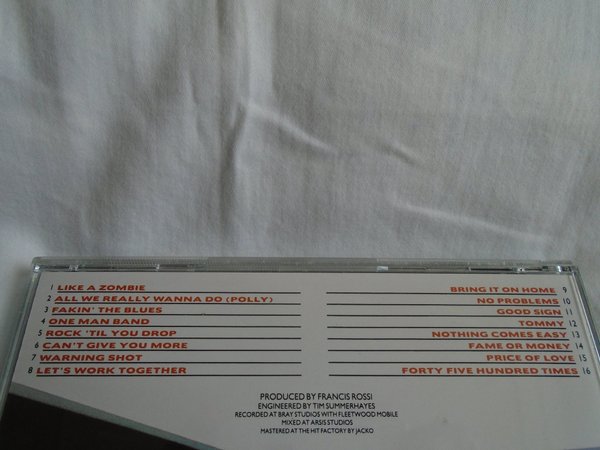 1 LIKE A ZOMBIE
2 ALL WE REALLY WANNA DO (POLLY)
3 FAKIN' THE BLUES
4 ONE MAN BAND
5 ROCK 'TIL YOU DROP
6 CAN'T GIVE YOU MORE
7 WARNING SHOT
8 LET'S WORK TOGETHER
BRING IT ON HOME 9
NO PROBLEMS 10
GOOD SIGN 11
TOMMY 12
NOTHING COMES EASY 13
FAME OR MONEY 14
PRICE OF LOVE 15
FORTY FIVE HUNDRED TIMES 16
PRODUCED BY FRANCIS ROSSI
ENGINEERED BY TIM SUMMERHAYES
RECORDED AT BRAY STUDIOS WITH FLEETWOOD MOBILE
MIXED AT ARSIS STUDIOS
MASTERED AT THE HIT FACTORY BY JACKO.